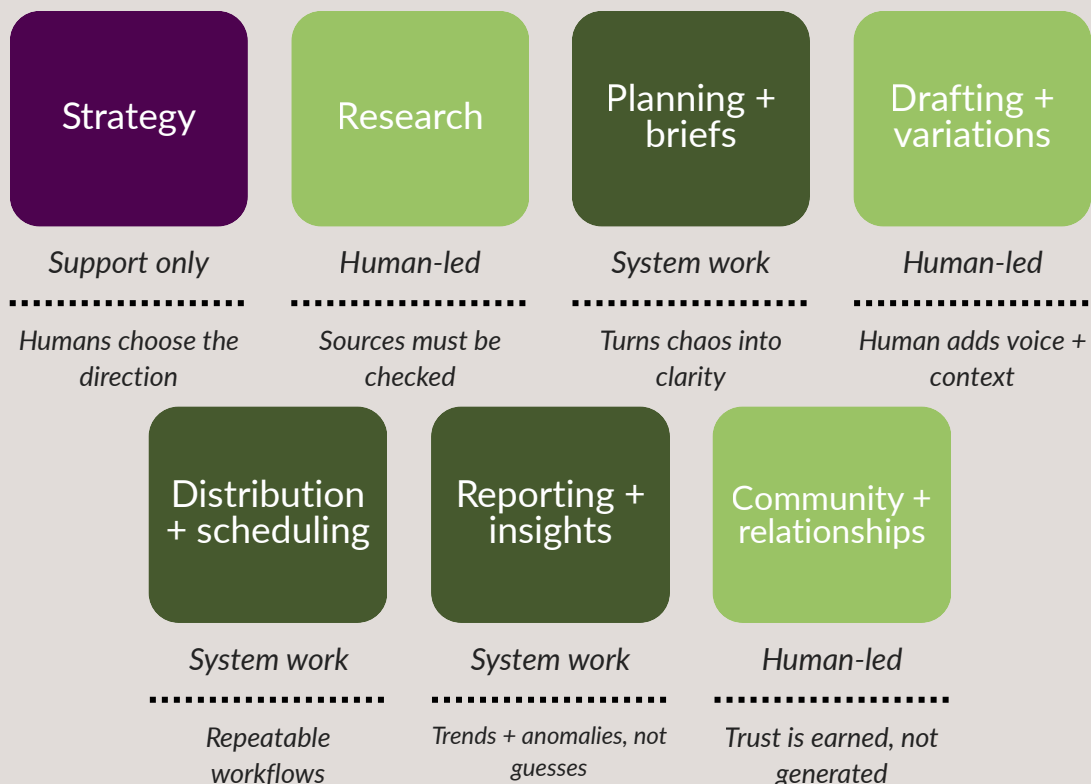 Strategy
Research
Planning +
briefs
Drafting +
variations
Support only
Human-led
System work
Human-led
Humans choose the
direction
Sources must be
checked
Turns chaos into
clarity
Human adds voice +
context
Distribution
+ scheduling
Reporting +
insights
Community +
relationships
System work
System work
Human-led
Repeatable
workflows
Trends + anomalies, not
guesses
Trust is earned, not
generated